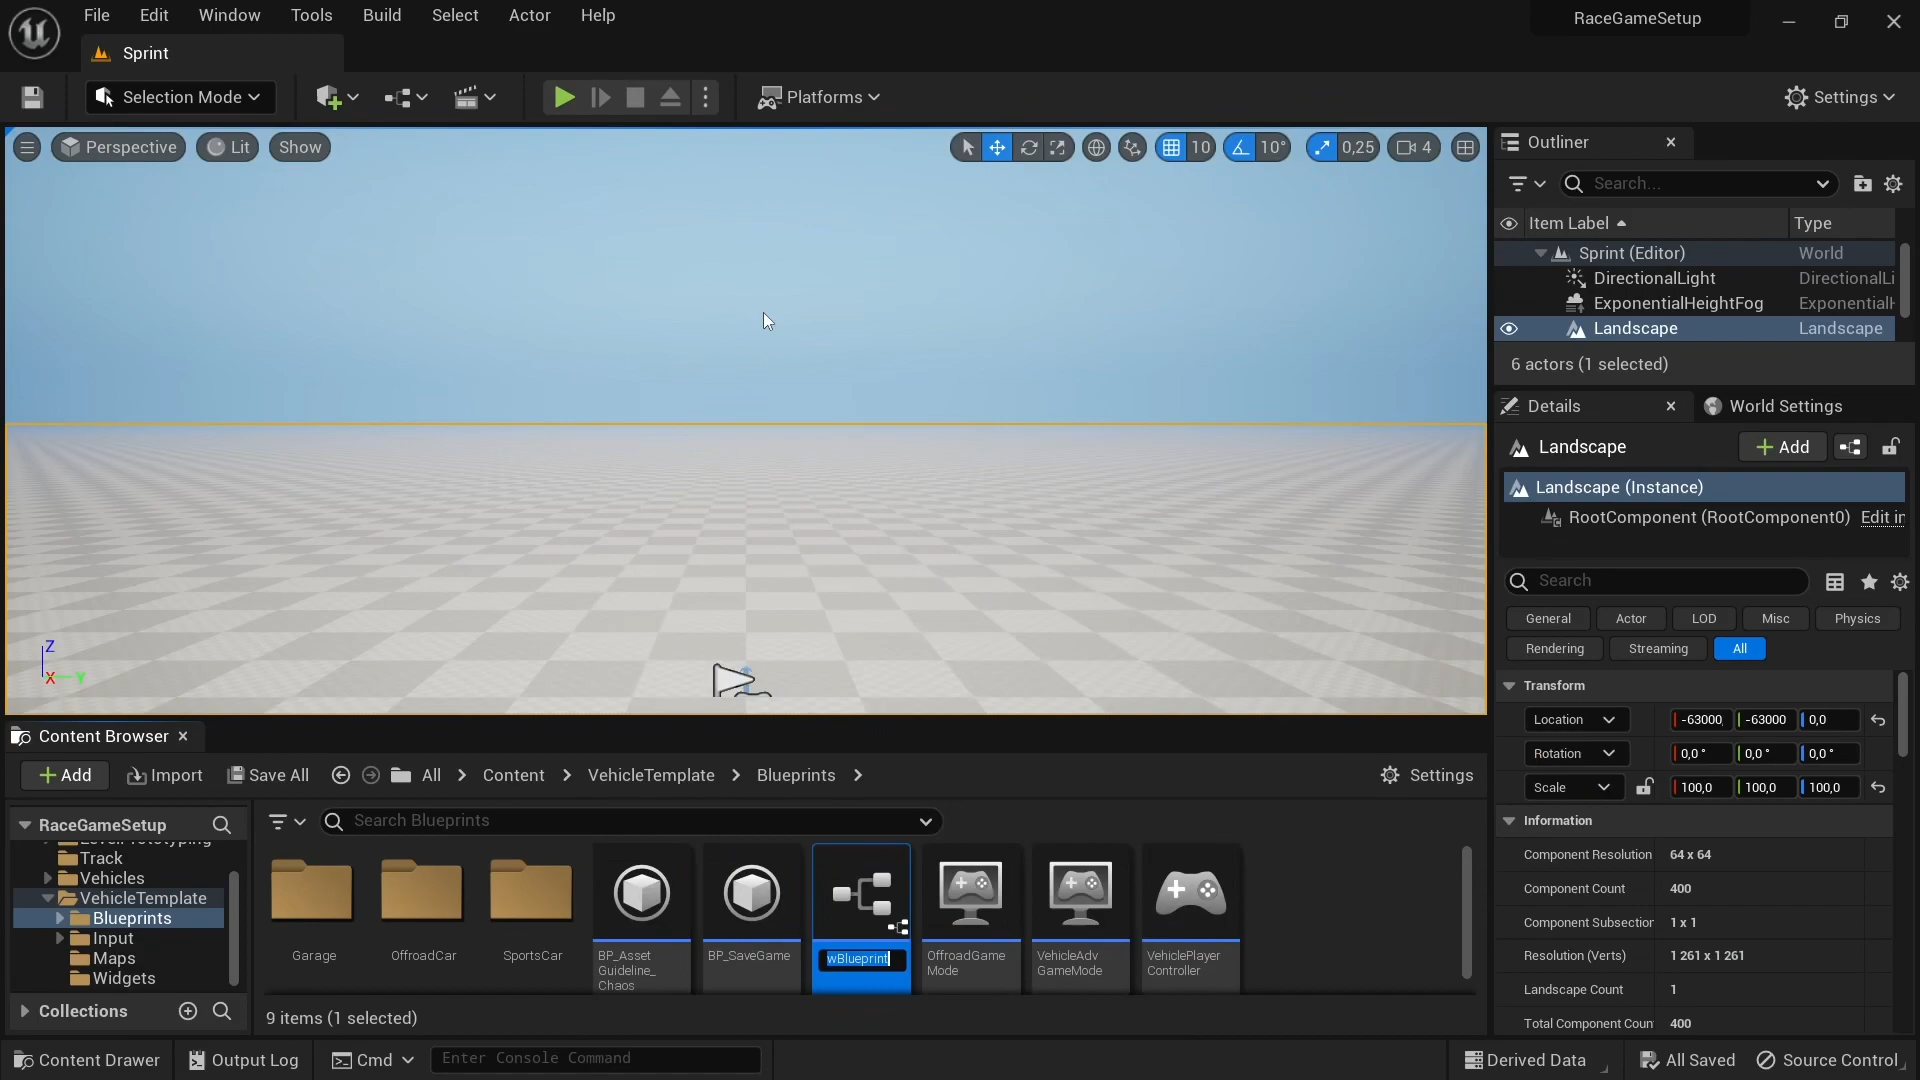 File Edit Window Tools Build Select Actor Help
RaceGameSetup
Sprint
Selection Mode
Platforms
Settings
Perspective Lit Show
10 10° 0,25 4
Outliner
Search...
Item Label Type
Sprint (Editor) World
DirectionalLight DirectionalLi
ExponentialHeightFog Exponential
Landscape Landscape
6 actors (1 selected)
Details World Settings
Landscape Add
Landscape (Instance)
RootComponent (RootComponent0) Edit in
Search
General Actor LOD Misc Physics
Rendering Streaming All
Transform
Location -63000, -63000 0,0
Rotation 0,0 ° 0,0 ° 0,0 °
Scale 100,0 100,0 100,0
Information
Component Resolution 64 x 64
Component Count 400
Component Subsection 1 x 1
Resolution (Verts) 1 261 x 1 261
Landscape Count 1
Total Component Coun 400
Z
X Y
Content Browser
Add Import Save All All Content VehicleTemplate Blueprints Settings
RaceGameSetup
LevelPrototyping
Track
Vehicles
VehicleTemplate
Blueprints
Input
Maps
Widgets
Collections
Search Blueprints
Garage
OffroadCar
SportsCar
BP_Asset
Guideline_
Chaos
BP_SaveGame
wBlueprint
OffroadGame
Mode
VehicleAdv
GameMode
VehiclePlayer
Controller
9 items (1 selected)
Content Drawer Output Log Cmd Enter Console Command
Derived Data All Saved Source Control